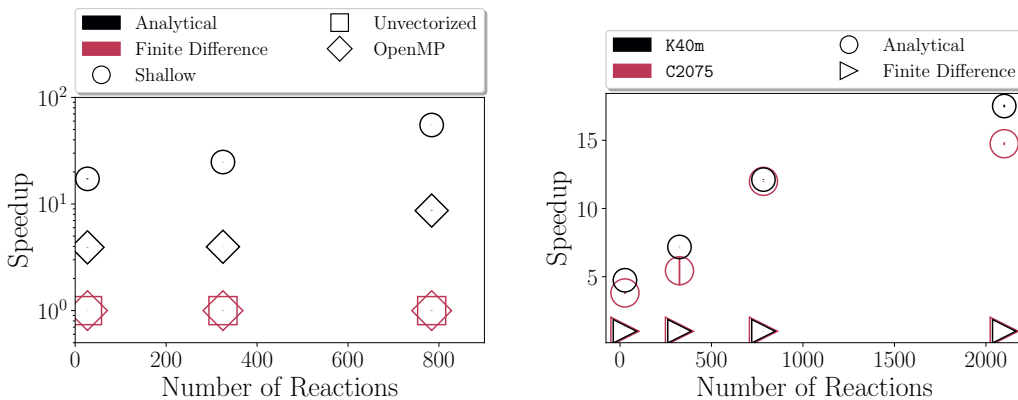 Analytical
Finite Difference
Shallow
Unvectorized
OpenMP
10^2
10^1
10^0
Speedup
0 200 400 600 800
Number of Reactions
K40m
C2075
Analytical
Finite Difference
15
10
5
Speedup
0 500 1000 1500 2000
Number of Reactions